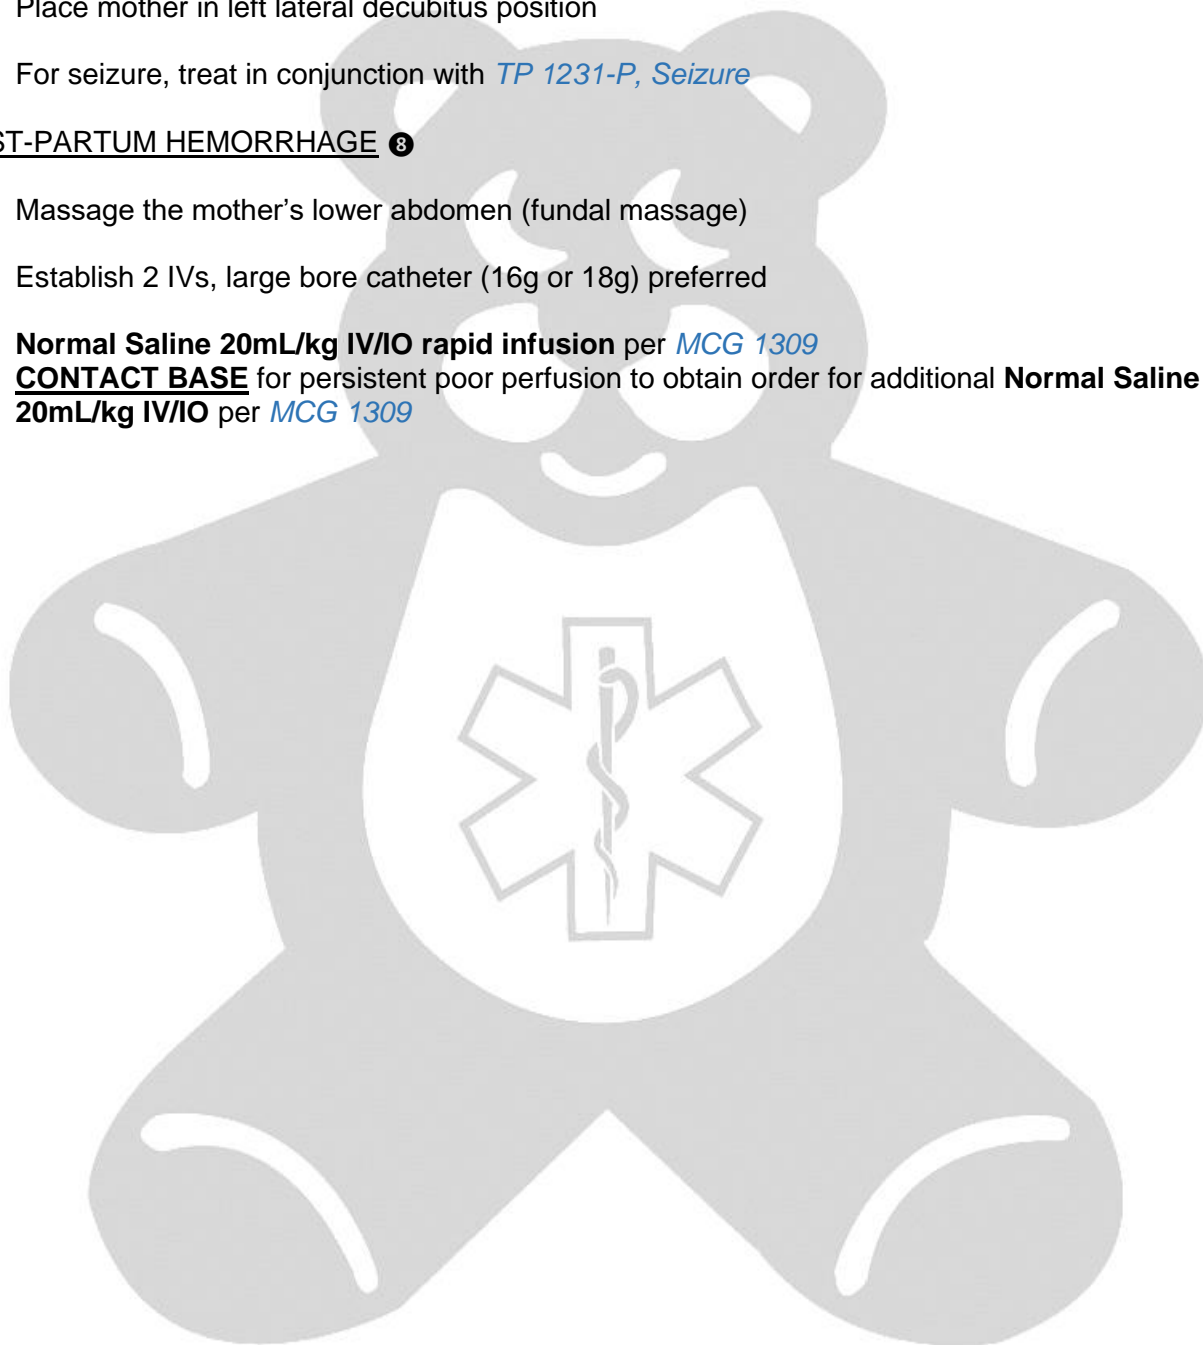 Place mother in left lateral decubitus position
For seizure, treat in conjunction with TP 1231-P, Seizure
ST-PARTUM HEMORRHAGE ❽
Massage the mother’s lower abdomen (fundal massage)
Establish 2 IVs, large bore catheter (16g or 18g) preferred
Normal Saline 20mL/kg IV/IO rapid infusion per MCG 1309
CONTACT BASE for persistent poor perfusion to obtain order for additional Normal Saline
20mL/kg IV/IO per MCG 1309